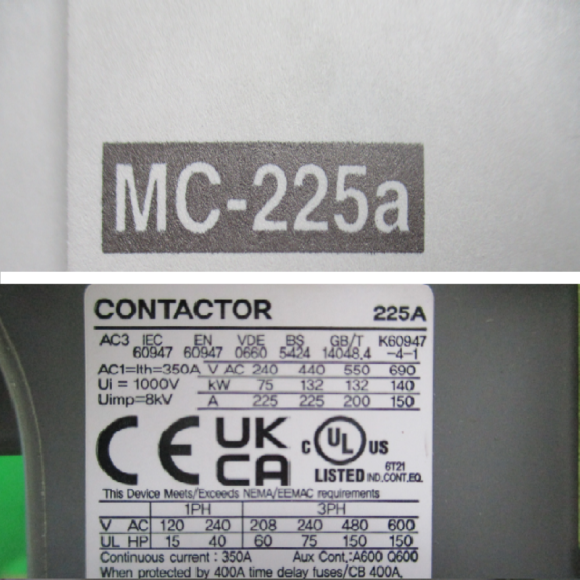 MC-225a
CONTACTOR 225A
AC3 IEC EN VDE BS GB/T K60947
60947 60947 0660 5424 14048.4 -4-1
AC1=Ith=350A V AC 240 440 550 690
Ui = 1000V kW 75 132 132 140
Uimp=8kV A 225 225 200 150
CE UK CA c UL US
LISTED 6T21 IND.CONT.EQ.
This Device Meets/Exceeds NEMA/EEMAC requirements
1PH 3PH
V AC 120 240 208 240 480 600
UL HP 15 40 60 75 150 150
Continuous current : 350A Aux Cont.:A600 Q600
When protected by 400A time delay fuses/CB 400A,